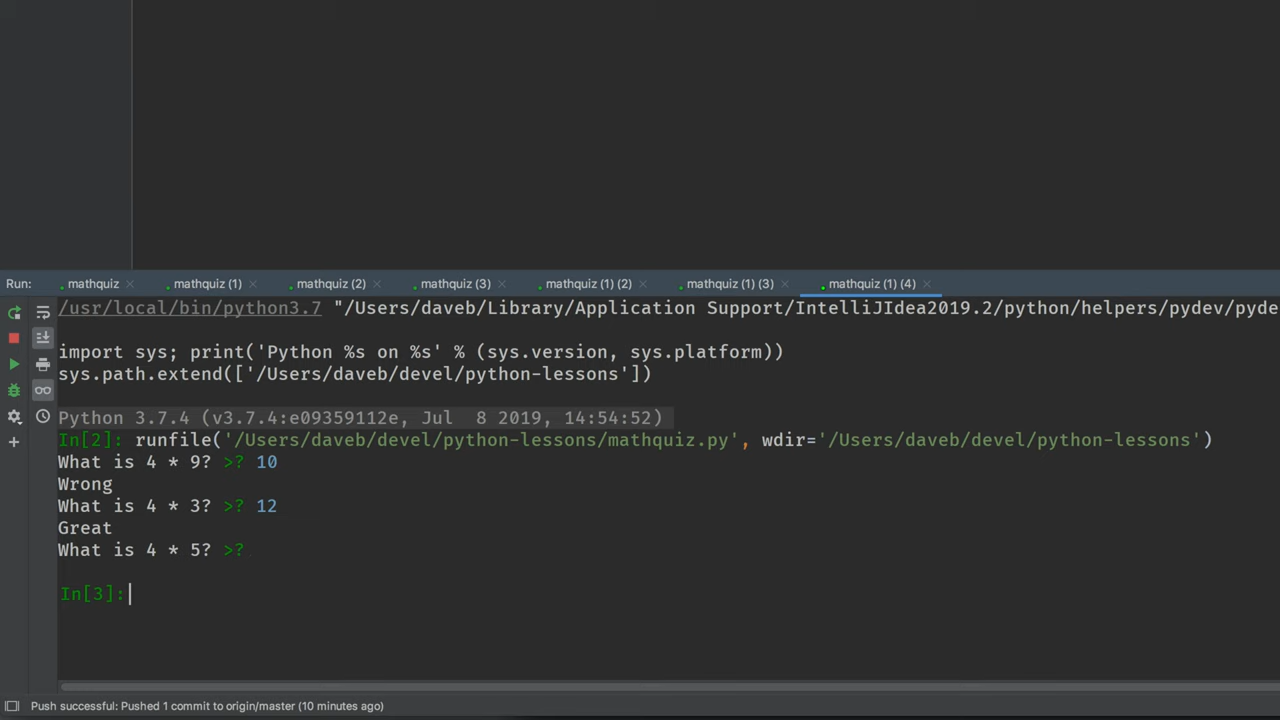 Run: mathquiz mathquiz (1) mathquiz (2) mathquiz (3) mathquiz (1) (2) mathquiz (1) (3) mathquiz (1) (4)
/usr/local/bin/python3.7 "/Users/daveb/Library/Application Support/IntelliJIdea2019.2/python/helpers/pydev/pyde
import sys; print('Python %s on %s' % (sys.version, sys.platform))
sys.path.extend(['/Users/daveb/devel/python-lessons'])
Python 3.7.4 (v3.7.4:e09359112e, Jul  8 2019, 14:54:52)
In[2]: runfile('/Users/daveb/devel/python-lessons/mathquiz.py', wdir='/Users/daveb/devel/python-lessons')
What is 4 * 9? >? 10
Wrong
What is 4 * 3? >? 12
Great
What is 4 * 5? >?
In[3]:
Push successful: Pushed 1 commit to origin/master (10 minutes ago)